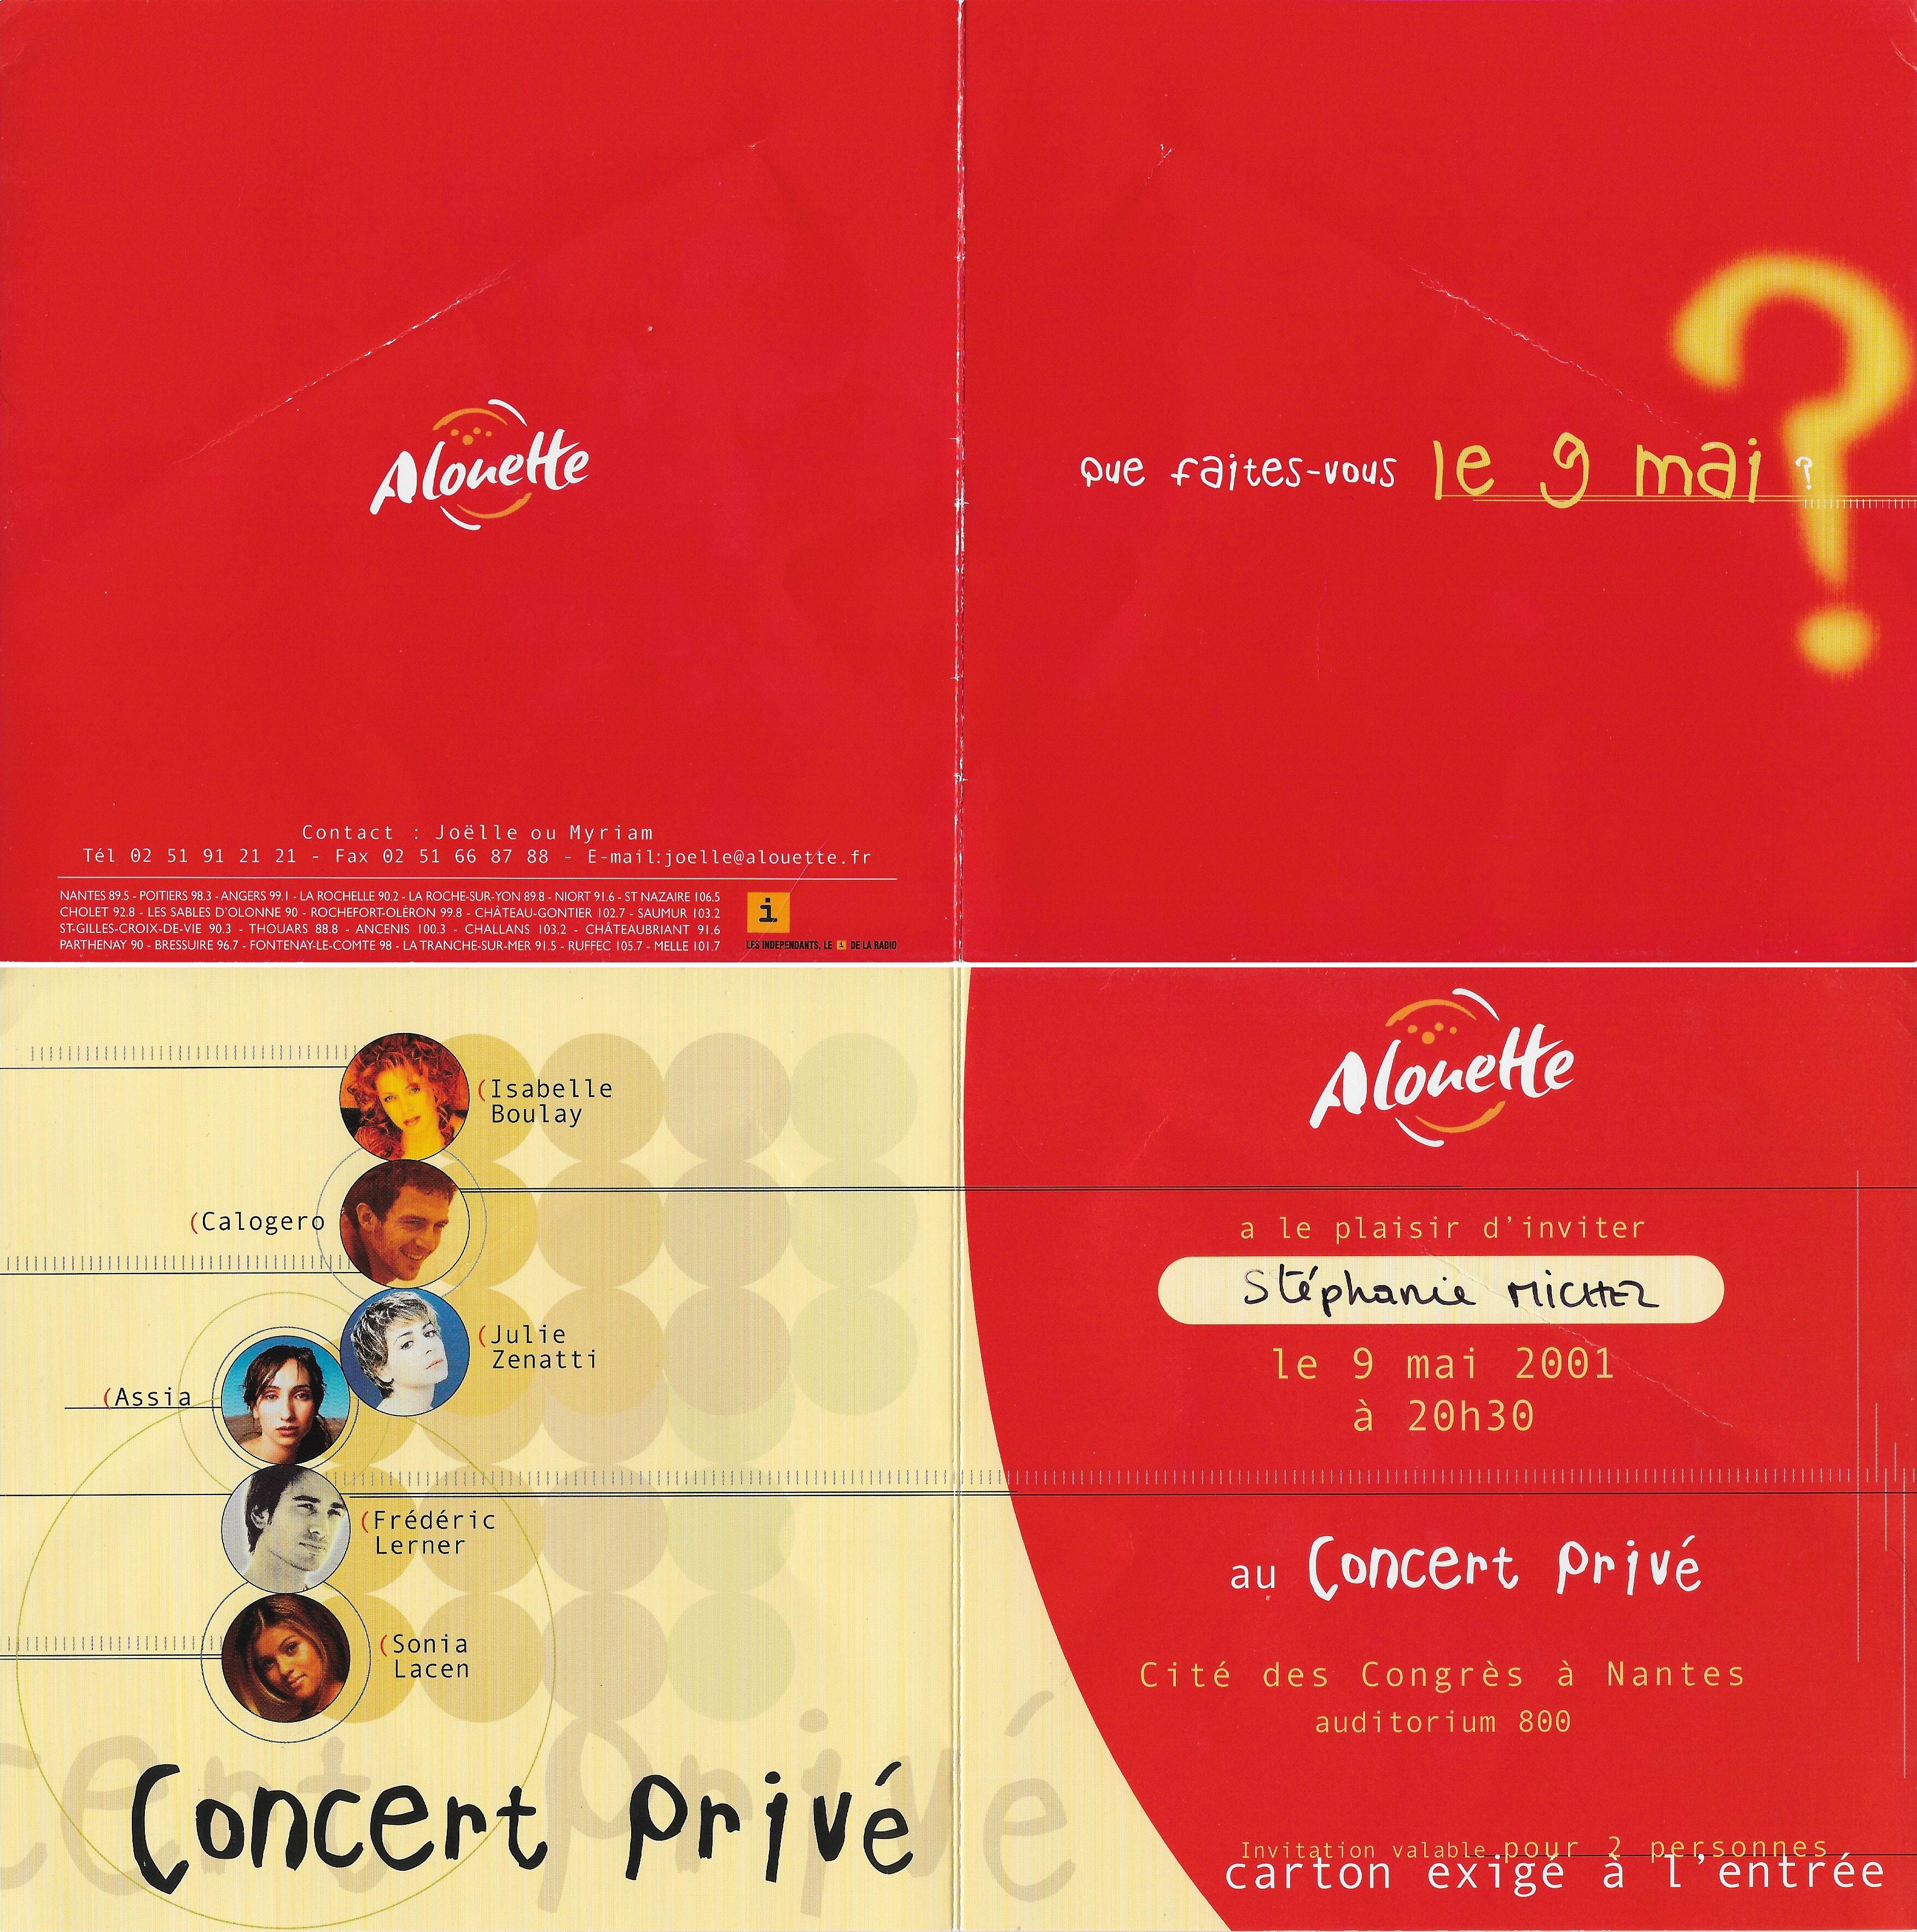 Alouette
Contact : Joëlle ou Myriam
Tél 02 51 91 21 21 - Fax 02 51 66 87 88 - E-mail:joelle@alouette.fr
NANTES 89.5 - POITIERS 98.3 - ANGERS 99.1 - LA ROCHELLE 90.2 - LA ROCHE-SUR-YON 89.8 - NIORT 91.6 - ST NAZAIRE 106.5
CHOLET 92.8 - LES SABLES D'OLONNE 90 - ROCHEFORT-OLÉRON 99.8 - CHÂTEAU-GONTIER 102.7 - SAUMUR 103.2
ST-GILLES-CROIX-DE-VIE 90.3 - THOUARS 88.8 - ANCENIS 100.3 - CHALLANS 103.2 - CHÂTEAUBRIANT 91.6
PARTHENAY 90 - BRESSUIRE 96.7 - FONTENAY-LE-COMTE 98 - LA TRANCHE-SUR-MER 91.5 - RUFFEC 105.7 - MELLE 101.7
i
LES INDEPENDANTS, LE i DE LA RADIO
que faites-vous le 9 mai ?
?
(Isabelle
Boulay
(Calogero
(Julie
Zenatti
(Assia
(Frédéric
Lerner
(Sonia
Lacen
cert privé
Concert privé
Alouette
a le plaisir d'inviter
Stéphanie MICHEL
le 9 mai 2001
à 20h30
au Concert privé
Cité des Congrès à Nantes
auditorium 800
Invitation valable pour 2 personnes
carton exigé à l'entrée